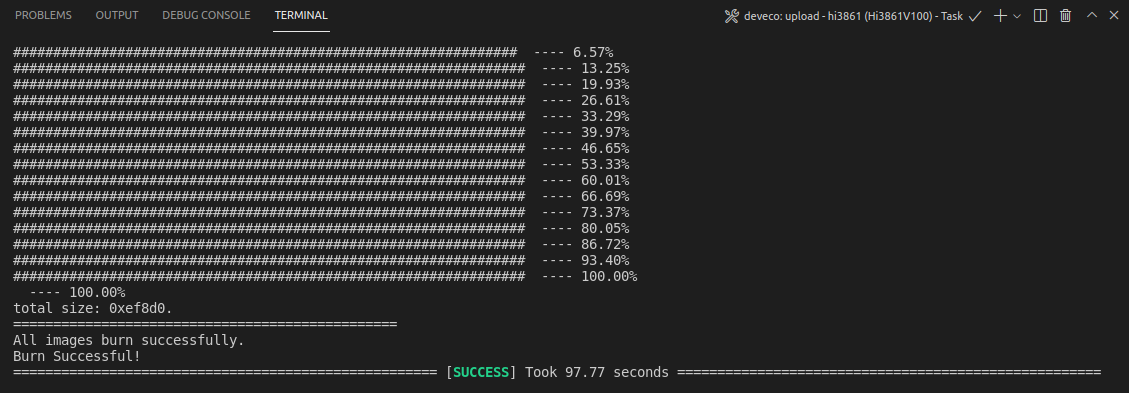 PROBLEMS OUTPUT DEBUG CONSOLE TERMINAL deveco: upload - hi3861 (Hi3861V100) - Task
############################################################### ---- 6.57%
################################################################ ---- 13.25%
################################################################ ---- 19.93%
################################################################ ---- 26.61%
################################################################ ---- 33.29%
################################################################ ---- 39.97%
################################################################ ---- 46.65%
################################################################ ---- 53.33%
################################################################ ---- 60.01%
################################################################ ---- 66.69%
################################################################ ---- 73.37%
################################################################ ---- 80.05%
################################################################ ---- 86.72%
################################################################ ---- 93.40%
################################################################ ---- 100.00%
---- 100.00%
total size: 0xef8d0.
================================================
All images burn successfully.
Burn Successful!
===================================================== [SUCCESS] Took 97.77 seconds =====================================================